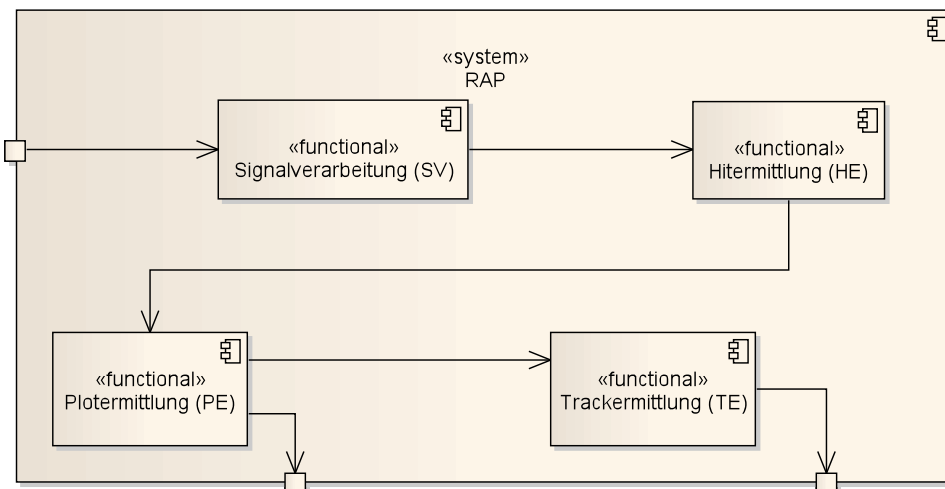 «system»
RAP
«functional»
Signalverarbeitung (SV)
«functional»
Hitermittlung (HE)
«functional»
Plotermittlung (PE)
«functional»
Trackermittlung (TE)